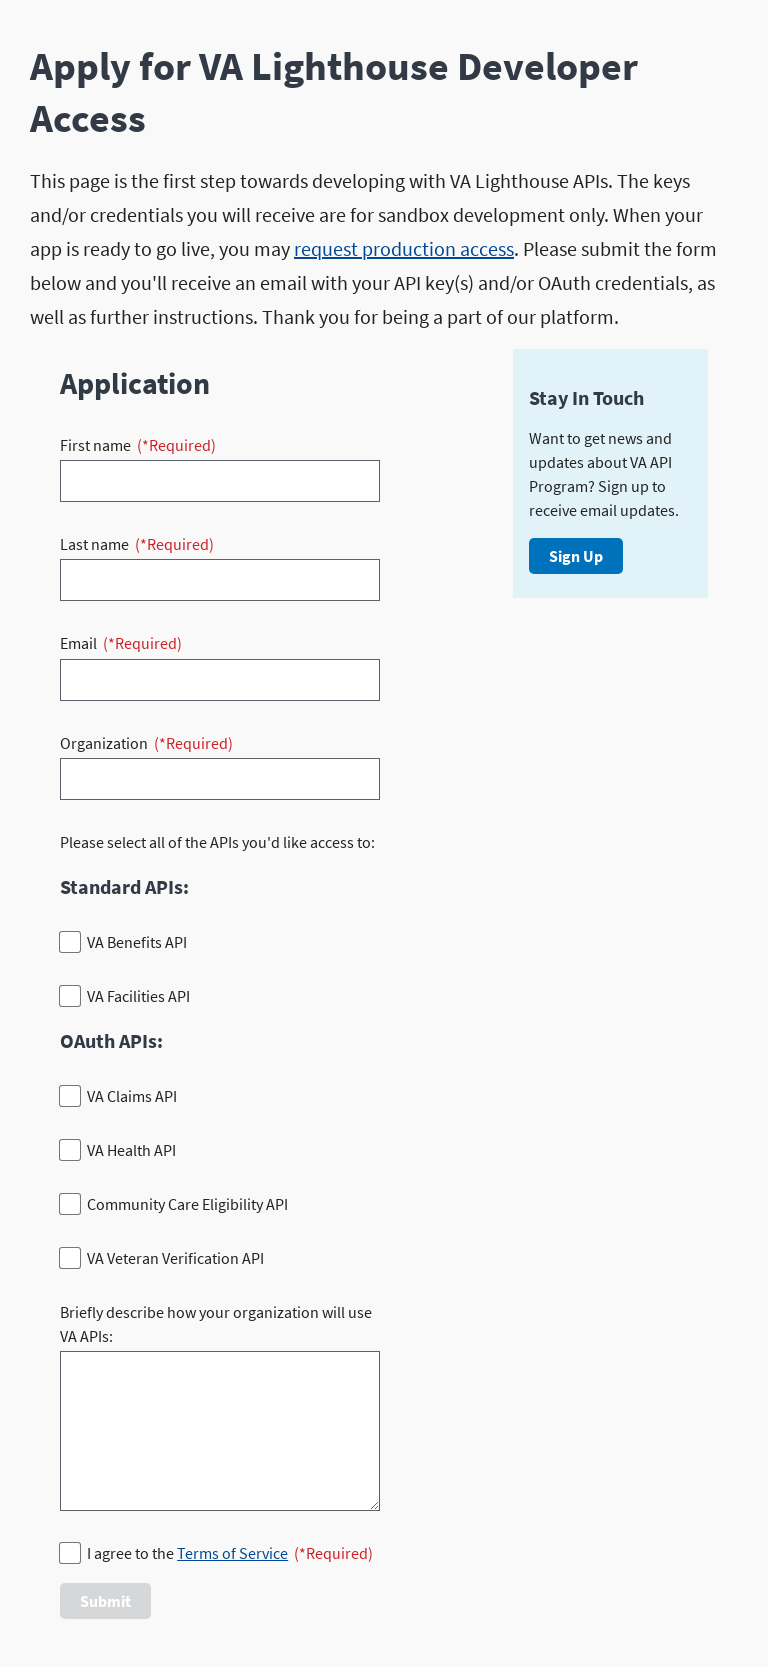 Apply for VA Lighthouse Developer
Access
This page is the first step towards developing with VA Lighthouse APIs. The keys
and/or credentials you will receive are for sandbox development only. When your
app is ready to go live, you may request production access. Please submit the form
below and you'll receive an email with your API key(s) and/or OAuth credentials, as
well as further instructions. Thank you for being a part of our platform.
Application
First name (*Required)
Last name (*Required)
Email (*Required)
Organization (*Required)
Please select all of the APIs you'd like access to:
Standard APIs:
VA Benefits API
VA Facilities API
OAuth APIs:
VA Claims API
VA Health API
Community Care Eligibility API
VA Veteran Verification API
Briefly describe how your organization will use
VA APIs:
I agree to the Terms of Service (*Required)
Submit
Stay In Touch
Want to get news and
updates about VA API
Program? Sign up to
receive email updates.
Sign Up